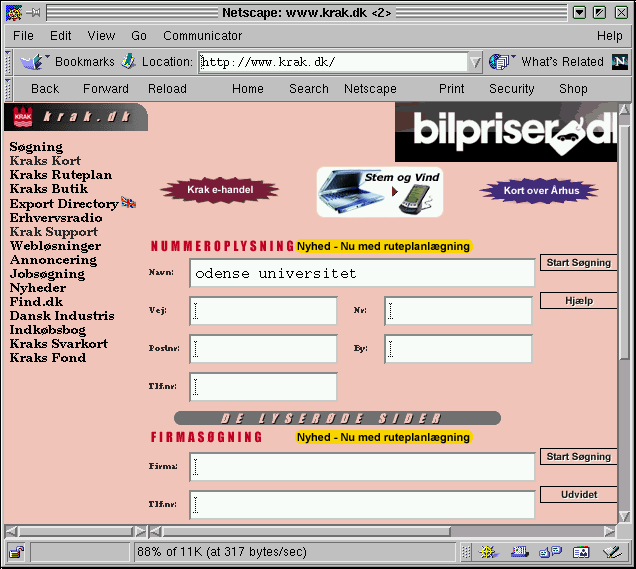 Netscape: www.krak.dk <2>
File Edit View Go Communicator Help
Bookmarks Location: http://www.krak.dk/ What's Related N
Back Forward Reload Home Search Netscape Print Security Shop
KRAK krak.dk
bilpriser.dk
Søgning
Kraks Kort
Kraks Ruteplan
Kraks Butik
Export Directory
Erhvervsradio
Krak Support
Webløsninger
Annoncering
Jobsøgning
Nyheder
Find.dk
Dansk Industris
Indkøbsbog
Kraks Svarkort
Kraks Fond
Krak e-handel
Stem og Vind
Kort over Århus
NUMMEROPLYSNING Nyhed - Nu med ruteplanlægning
Navn: odense universitet Start Søgning
Vej: Nr: Hjælp
Postnr: By:
Tlf.nr:
DE LYSERØDE SIDER
FIRMASØGNING Nyhed - Nu med ruteplanlægning
Firma: Start Søgning
Tlf.nr: Udvidet
88% of 11K (at 317 bytes/sec)